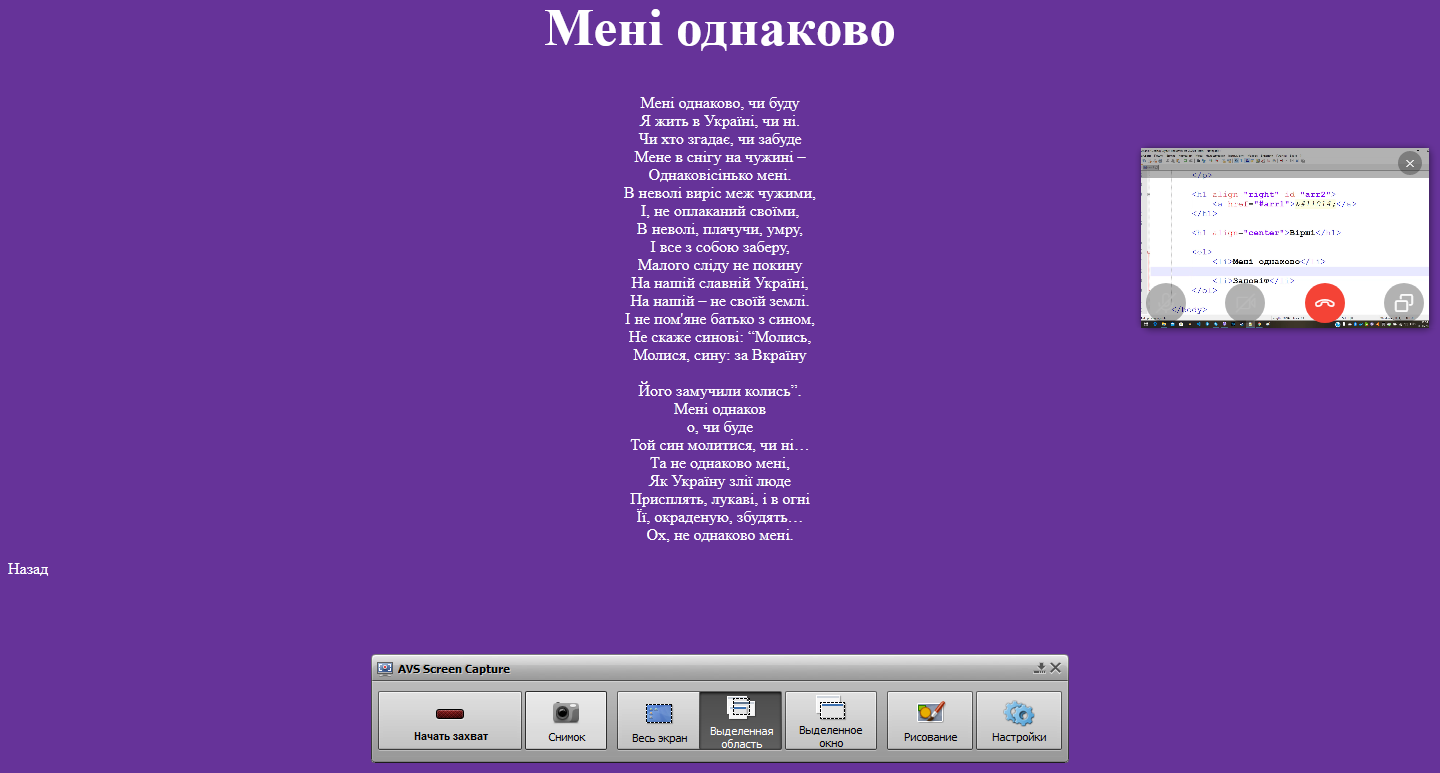 Мені однаково
Мені однаково, чи буду
Я жить в Україні, чи ні.
Чи хто згадає, чи забуде
Мене в снігу на чужині –
Однаковісінько мені.
В неволі виріс меж чужими,
І, не оплаканий своїми,
В неволі, плачучи, умру,
І все з собою заберу,
Малого сліду не покину
На нашій славній Україні,
На нашій – не своїй землі.
І не пом'яне батько з сином,
Не скаже синові: “Молись,
Молися, сину: за Вкраїну
Його замучили колись”.
Мені однаков
о, чи буде
Той син молитися, чи ні…
Та не однаково мені,
Як Україну злії люде
Присплять, лукаві, і в огні
Її, окраденую, збудять…
Ох, не однаково мені.
Назад
</p>
<h1 align="right" id="arr2">
</h1>
<h1 align="center">Вірші</h1>
<ol>
<li>Мені однаково</li>
<li>Заповіт</li>
</ol>
</body>
AVS Screen Capture
Начать захват
Снимок
Весь экран
Выделенная
область
Выделенное
окно
Рисование
Настройки